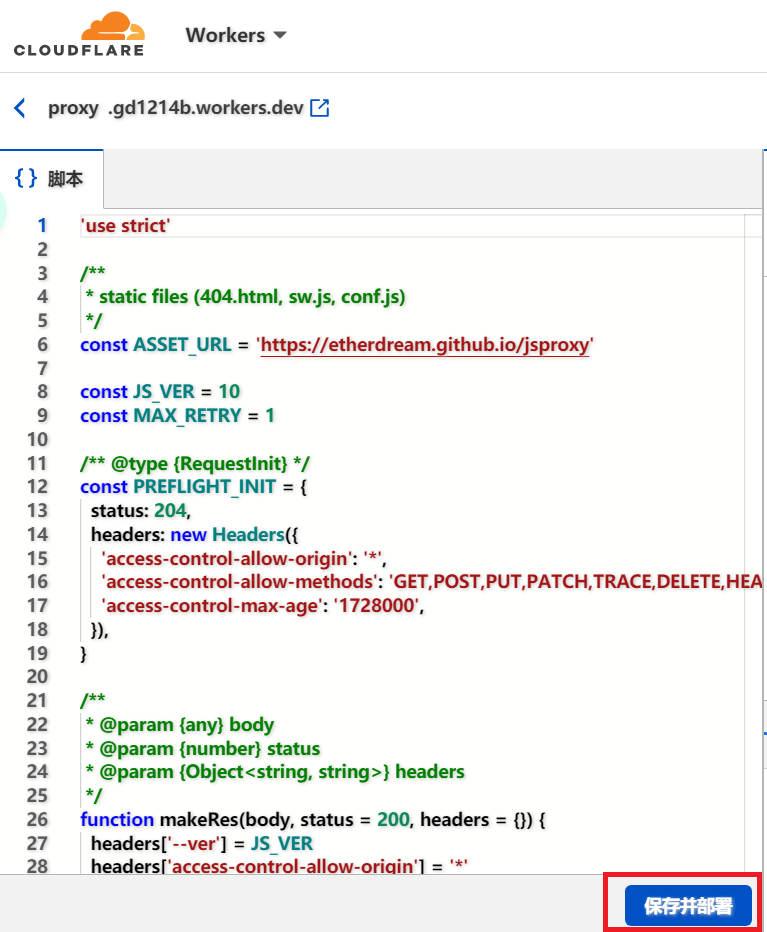 CLOUDFLARE Workers
proxy .gd1214b.workers.dev
{} 脚本
1 'use strict'
2
3 /**
4 * static files (404.html, sw.js, conf.js)
5 */
6 const ASSET_URL = 'https://etherdream.github.io/jsproxy'
7
8 const JS_VER = 10
9 const MAX_RETRY = 1
10
11 /** @type {RequestInit} */
12 const PREFLIGHT_INIT = {
13 status: 204,
14 headers: new Headers({
15 'access-control-allow-origin': '*',
16 'access-control-allow-methods': 'GET,POST,PUT,PATCH,TRACE,DELETE,HEA
17 'access-control-max-age': '1728000',
18 }),
19 }
20
21 /**
22 * @param {any} body
23 * @param {number} status
24 * @param {Object<string, string>} headers
25 */
26 function makeRes(body, status = 200, headers = {}) {
27 headers['--ver'] = JS_VER
28 headers['access-control-allow-origin'] = '*'
保存并部署